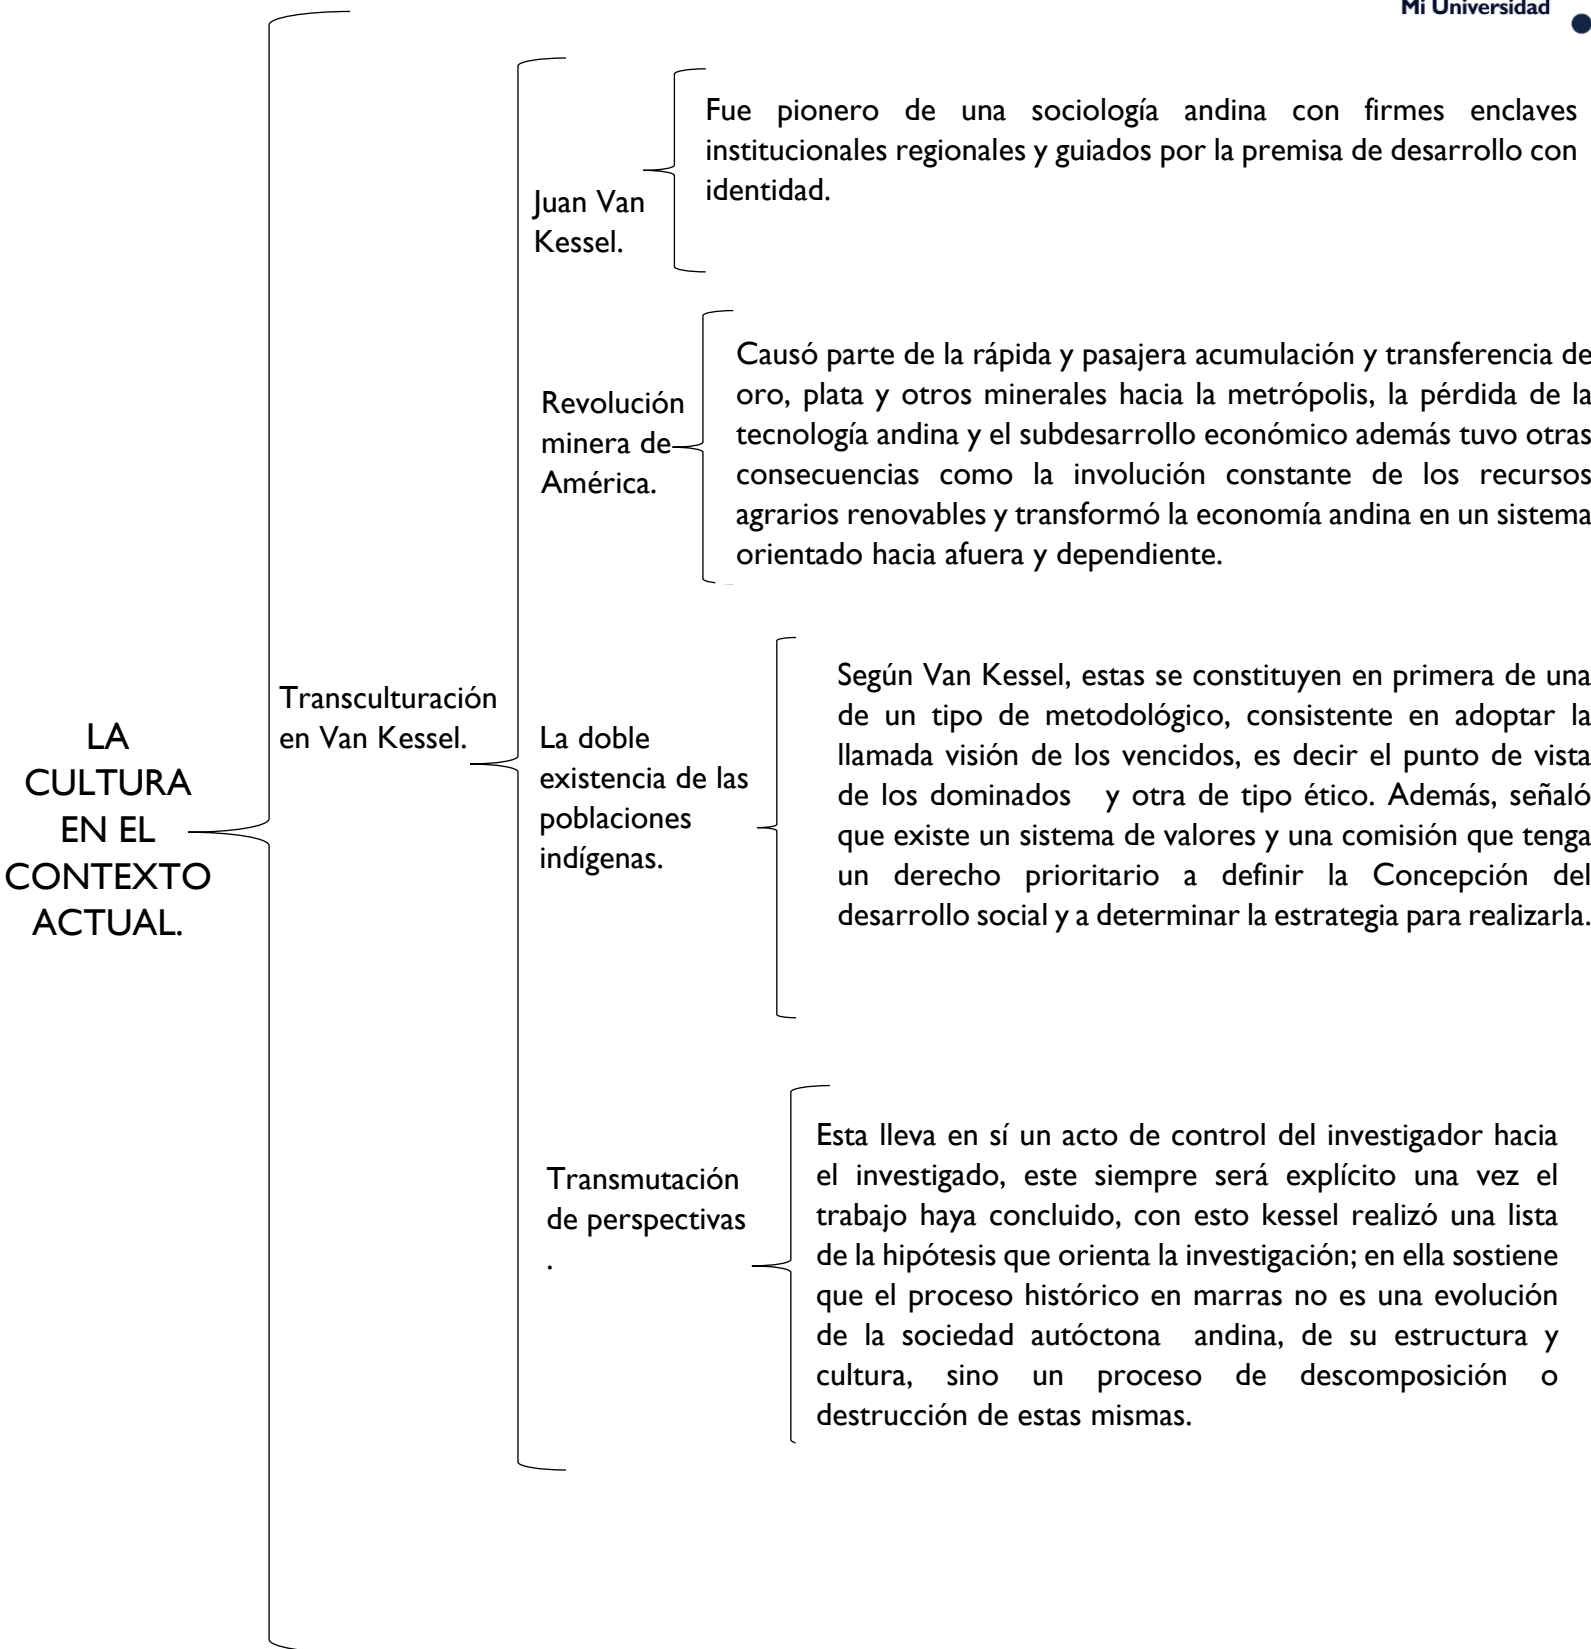 Mi Universidad
LA
CULTURA
EN EL
CONTEXTO
ACTUAL.
Transculturación
en Van Kessel.
Juan Van
Kessel.
Fue pionero de una sociología andina con firmes enclaves
institucionales regionales y guiados por la premisa de desarrollo con
identidad.
Revolución
minera de
América.
Causó parte de la rápida y pasajera acumulación y transferencia de
oro, plata y otros minerales hacia la metrópolis, la pérdida de la
tecnología andina y el subdesarrollo económico además tuvo otras
consecuencias como la involución constante de los recursos
agrarios renovables y transformó la economía andina en un sistema
orientado hacia afuera y dependiente.
La doble
existencia de las
poblaciones
indígenas.
Según Van Kessel, estas se constituyen en primera de una
de un tipo de metodológico, consistente en adoptar la
llamada visión de los vencidos, es decir el punto de vista
de los dominados y otra de tipo ético. Además, señaló
que existe un sistema de valores y una comisión que tenga
un derecho prioritario a definir la Concepción del
desarrollo social y a determinar la estrategia para realizarla.
Transmutación
de perspectivas
.
Esta lleva en sí un acto de control del investigador hacia
el investigado, este siempre será explícito una vez el
trabajo haya concluido, con esto kessel realizó una lista
de la hipótesis que orienta la investigación; en ella sostiene
que el proceso histórico en marras no es una evolución
de la sociedad autóctona andina, de su estructura y
cultura, sino un proceso de descomposición o
destrucción de estas mismas.